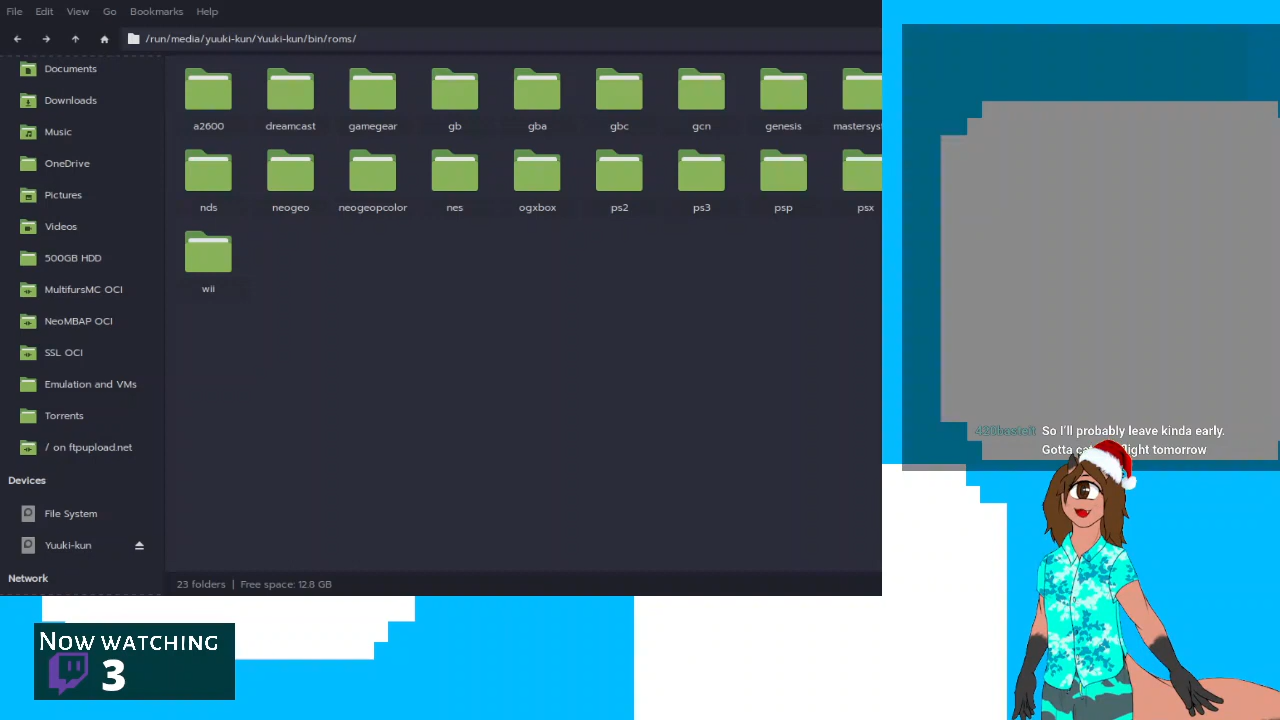 File Edit View Go Bookmarks Help
/run/media/yuuki-kun/Yuuki-kun/bin/roms/
Documents
Downloads
Music
OneDrive
Pictures
Videos
500GB HDD
MultifursMC OCI
NeoMBAP OCI
SSL OCI
Emulation and VMs
Torrents
/ on ftpupload.net
Devices
File System
Yuuki-kun
Network
a2600 dreamcast gamegear gb gba gbc gcn genesis mastersyst
nds neogeo neogeopcolor nes ogxbox ps2 ps3 psp psx
wii
23 folders | Free space: 12.8 GB
So I'll probably leave kinda early.
Gotta tomorrow
Now watching
3